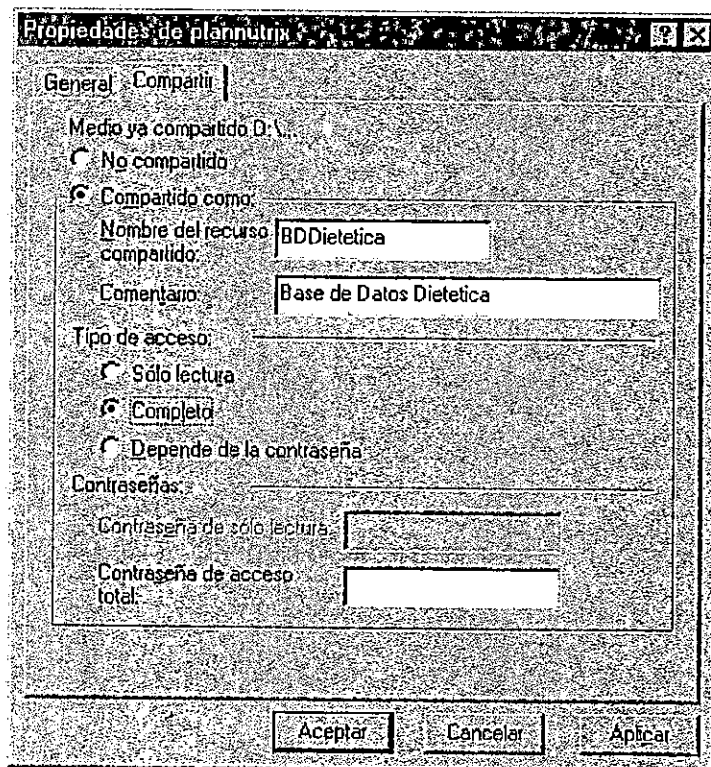 Propiedades de plannutrix
General Compartir
Medio ya compartido D:\...
No compartido
Compartido como:
Nombre del recurso compartido:
BDDietetica
Comentario:
Base de Datos Dietetica
Tipo de acceso:
Sólo lectura
Completo
Depende de la contraseña
Contraseñas:
Contraseña de sólo lectura:
Contraseña de acceso total:
Aceptar Cancelar Aplicar